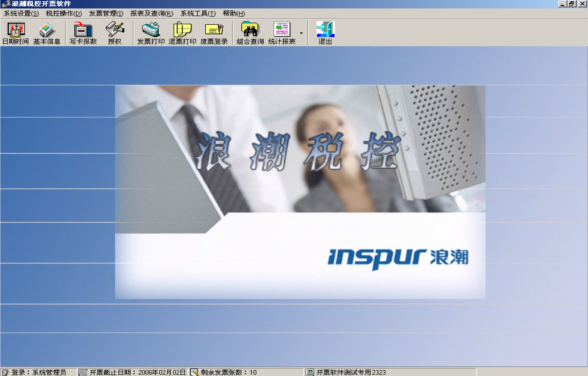 浪潮税控开票软件
系统设置(S) 税控操作(D) 发票管理(I) 报表及查询(R) 系统工具(T) 帮助(H)
日期时间 基本信息 写卡报数 授权 发票打印 退票打印 废票登录 组合查询 统计报表 退出
浪潮税控
inspur 浪潮
登录：系统管理员 开票截止日期：2006年02月02日 剩余发票张数：10 开票软件测试专用2323